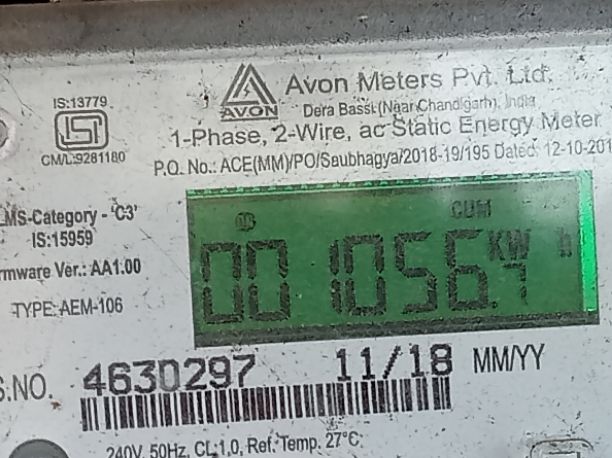 IS:13779
ISI
CM/L:9281180
AVON
Avon Meters Pvt. Ltd.
Dera Bassi (Near Chandigarh), India
1-Phase, 2-Wire, ac Static Energy Meter
P.O. No.: ACE(MM)/PO/Saubhagya/2018-19/195 Dated: 12-10-201
MS-Category - 'C3'
IS:15959
rmware Ver.: AA1.00
TYPE: AEM-106
CUM
001056.7 KW h
S.NO. 4630297 11/18 MM/YY
240V, 50Hz, CL:1.0, Ref. Temp. 27°C